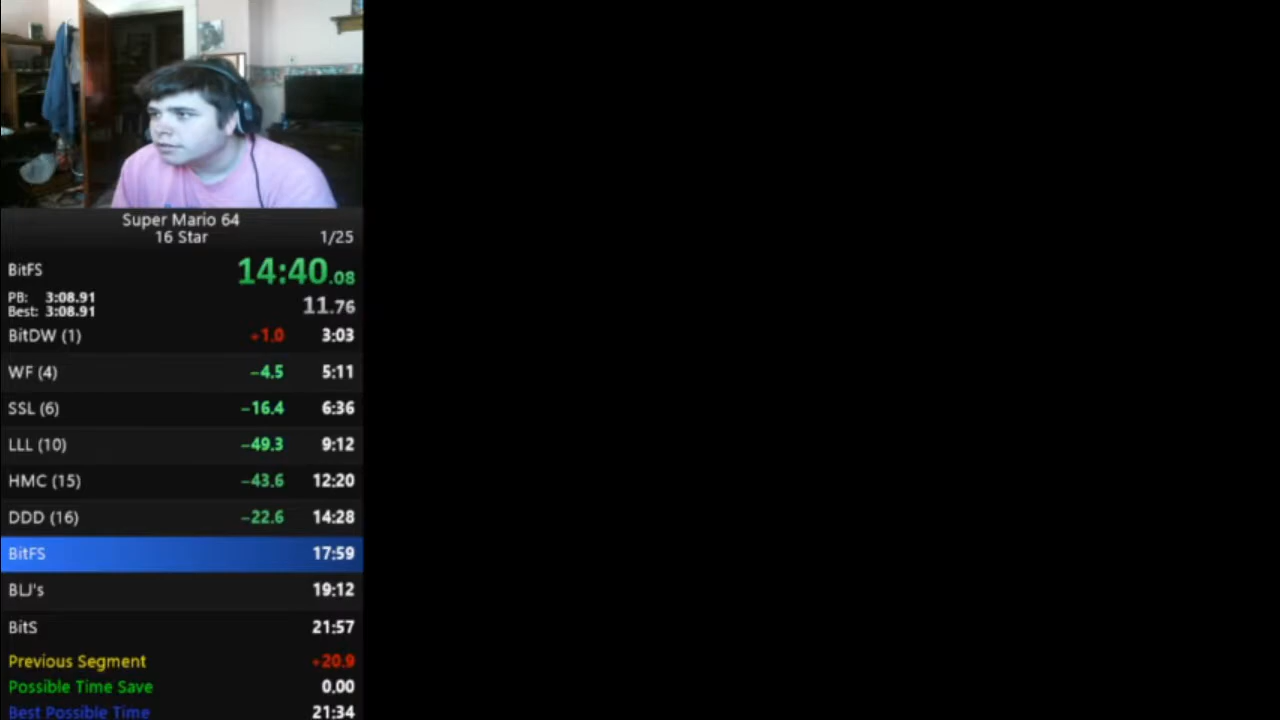 Super Mario 64
16 Star 1/25
BitFS 14:40.08
PB: 3:08.91
Best: 3:08.91 11.76
BitDW (1) +1.0 3:03
WF (4) -4.5 5:11
SSL (6) -16.4 6:36
LLL (10) -49.3 9:12
HMC (15) -43.6 12:20
DDD (16) -22.6 14:28
BitFS 17:59
BLJ's 19:12
BitS 21:57
Previous Segment +20.9
Possible Time Save 0.00
Best Possible Time 21:34